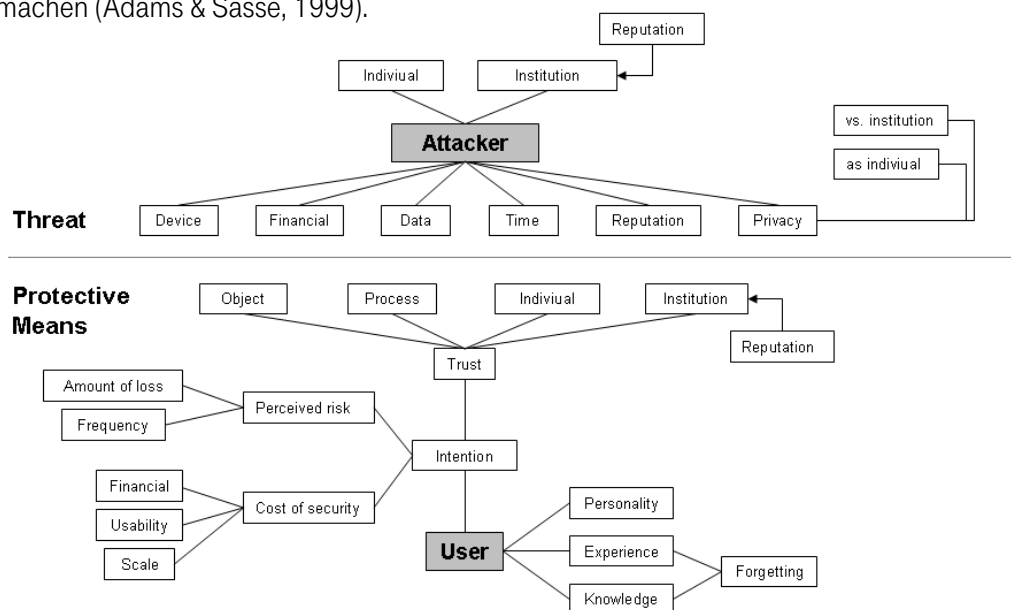 machen (Adams & Sasse, 1999).
Reputation
Indiviual
Institution
Attacker
vs. institution
as indiviual
Threat
Device
Financial
Data
Time
Reputation
Privacy
Protective
Means
Object
Process
Indiviual
Institution
Reputation
Trust
Amount of loss
Frequency
Perceived risk
Intention
Financial
Usability
Scale
Cost of security
User
Personality
Experience
Knowledge
Forgetting